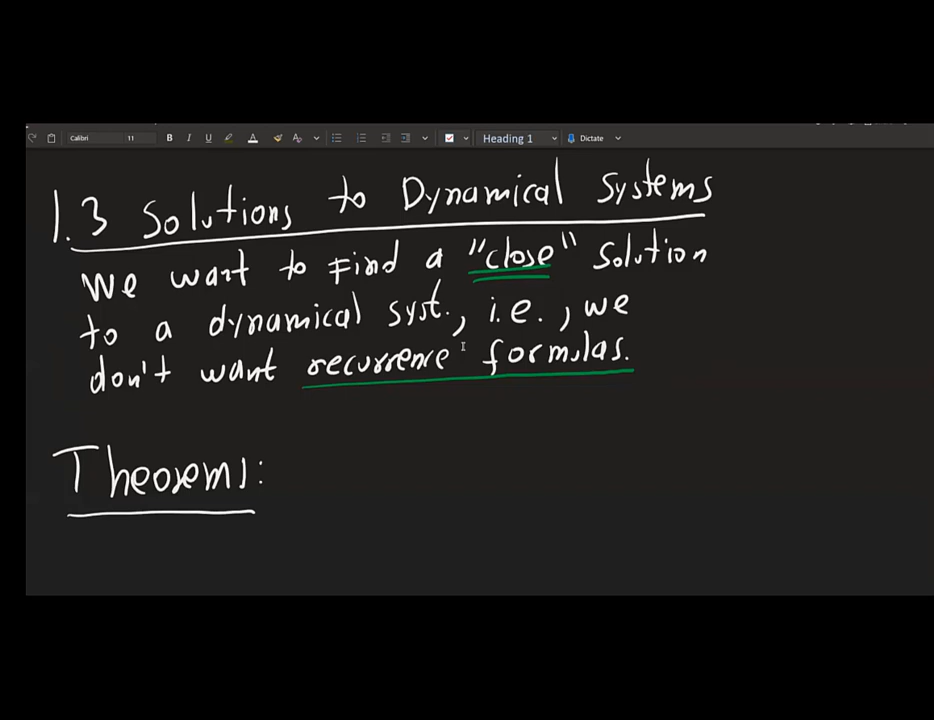 Calibri 11 B I U A Heading 1 Dictate
1.3 Solutions to Dynamical Systems
We want to Find a "close" solution
to a dynamical syst., i.e., we
don't want recurrence formulas.
Theorem1: